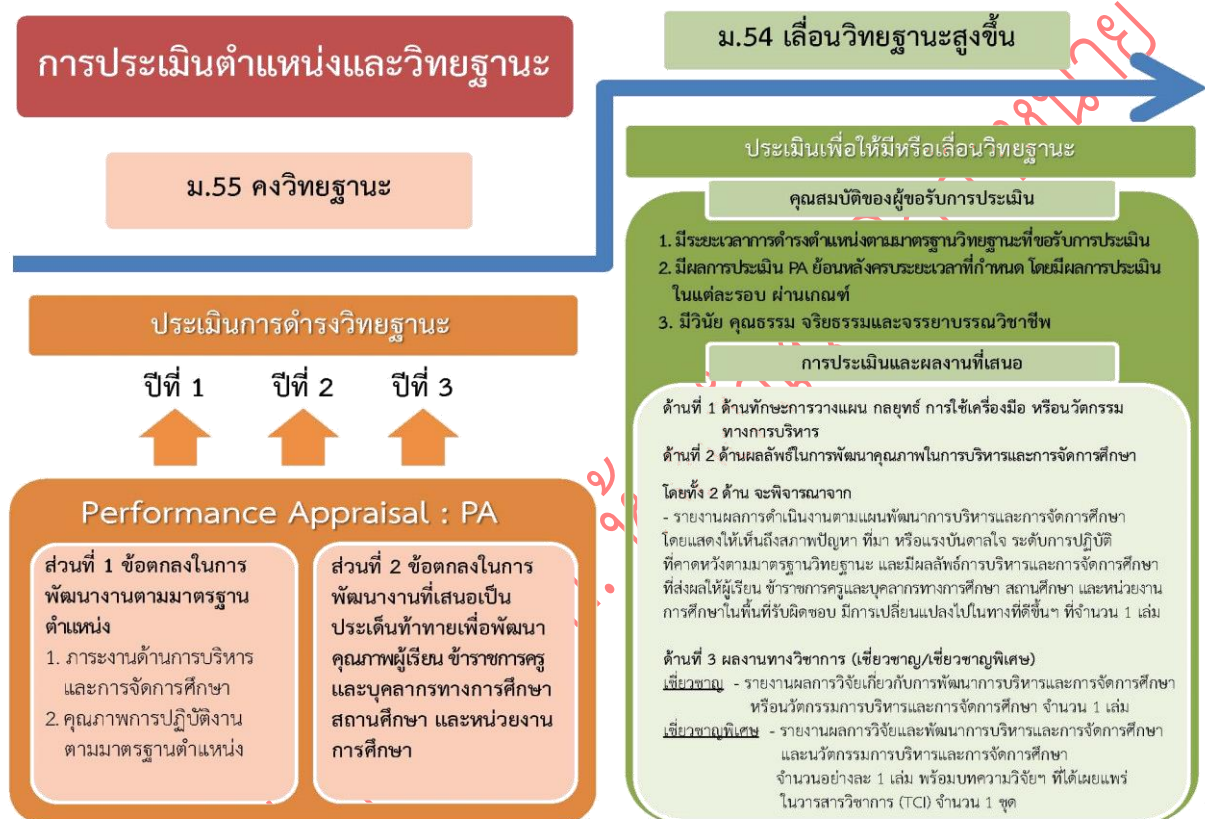 การประเมินตำแหน่งและวิทยฐานะ
ม.55 คงวิทยฐานะ
ประเมินการดำรงวิทยฐานะ
ปีที่ 1 ปีที่ 2 ปีที่ 3
Performance Appraisal : PA
ส่วนที่ 1 ข้อตกลงในการ
พัฒนางานตามมาตรฐาน
ตำแหน่ง
1. ภาระงานด้านการบริหาร
และการจัดการศึกษา
2. คุณภาพการปฏิบัติงาน
ตามมาตรฐานตำแหน่ง
ส่วนที่ 2 ข้อตกลงในการ
พัฒนางานที่เสนอเป็น
ประเด็นท้าทายเพื่อพัฒนา
คุณภาพผู้เรียน ข้าราชการครู
และบุคลากรทางการศึกษา
สถานศึกษา และหน่วยงาน
การศึกษา
ม.54 เลื่อนวิทยฐานะสูงขึ้น
ประเมินเพื่อให้มีหรือเลื่อนวิทยฐานะ
คุณสมบัติของผู้ขอรับการประเมิน
1. มีระยะเวลาการดำรงตำแหน่งตามมาตรฐานวิทยฐานะที่ขอรับการประเมิน
2. มีผลการประเมิน PA ย้อนหลังครบระยะเวลาที่กำหนด โดยมีผลการประเมิน
ในแต่ละรอบ ผ่านเกณฑ์
3. มีวินัย คุณธรรม จริยธรรมและจรรยาบรรณวิชาชีพ
การประเมินและผลงานที่เสนอ
ด้านที่ 1 ด้านทักษะการวางแผน กลยุทธ์ การใช้เครื่องมือ หรือนวัตกรรม
ทางการบริหาร
ด้านที่ 2 ด้านผลลัพธ์ในการพัฒนาคุณภาพในการบริหารและการจัดการศึกษา
โดยทั้ง 2 ด้าน จะพิจารณาจาก
- รายงานผลการดำเนินงานตามแผนพัฒนาการบริหารและการจัดการศึกษา
โดยแสดงให้เห็นถึงสภาพปัญหา ที่มา หรือแรงบันดาลใจ ระดับการปฏิบัติ
ที่คาดหวังตามมาตรฐานวิทยฐานะ และมีผลลัพธ์การบริหารและการจัดการศึกษา
ที่ส่งผลให้ผู้เรียน ข้าราชการครูและบุคลากรทางการศึกษา สถานศึกษา และหน่วยงาน
การศึกษาในพื้นที่รับผิดชอบ มีการเปลี่ยนแปลงไปในทางที่ดีขึ้นฯ ที่จำนวน 1 เล่ม
ด้านที่ 3 ผลงานทางวิชาการ (เชี่ยวชาญ/เชี่ยวชาญพิเศษ)
เชี่ยวชาญ - รายงานผลการวิจัยเกี่ยวกับการพัฒนาการบริหารและการจัดการศึกษา
หรือนวัตกรรมการบริหารและการจัดการศึกษา จำนวน 1 เล่ม
เชี่ยวชาญพิเศษ - รายงานผลการวิจัยและพัฒนาการบริหารและการจัดการศึกษา
และนวัตกรรมการบริหารและการจัดการศึกษา
จำนวนอย่างละ 1 เล่ม พร้อมบทความวิจัยฯ ที่ได้เผยแพร่
ในวารสารวิชาการ (TCI) จำนวน 1 ชุด